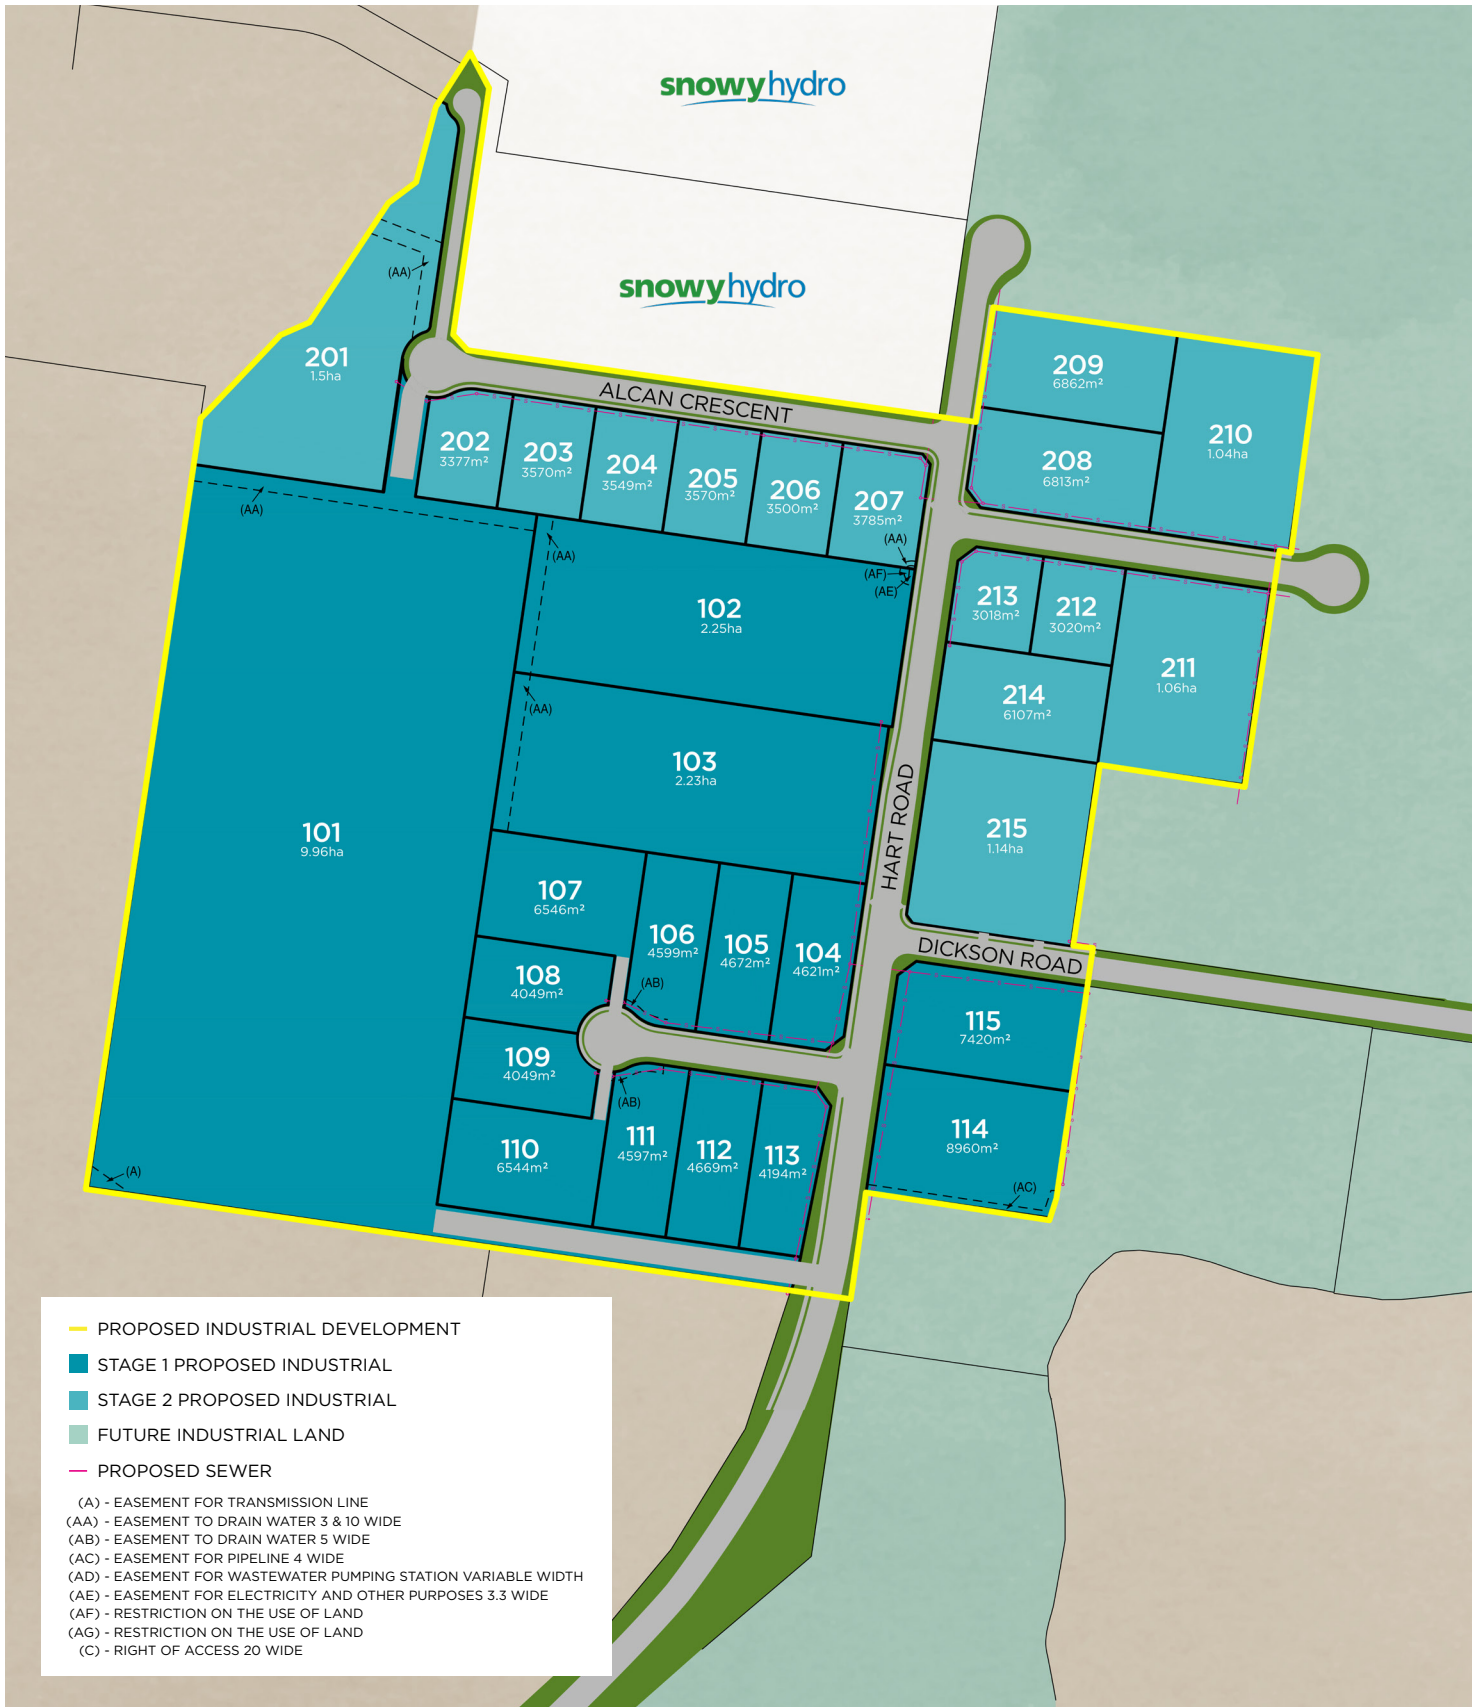 snowyhydro
snowyhydro
(AA)
201
1.5ha
ALCAN CRESCENT
209
6862m²
210
1.04ha
202
3377m²
203
3570m²
204
3549m²
205
3570m²
206
3500m²
207
3785m²
208
6813m²
(AA)
(AA)
(AA)
(AF)
(AE)
213
3018m²
212
3020m²
102
2.25ha
211
1.06ha
214
6107m²
(AA)
103
2.23ha
HART ROAD
101
9.96ha
215
1.14ha
107
6546m²
106
4599m²
105
4672m²
104
4621m²
DICKSON ROAD
108
4049m²
(AB)
115
7420m²
109
4049m²
(AB)
114
8960m²
110
6544m²
111
4597m²
112
4669m²
113
4194m²
(A)
(AC)
PROPOSED INDUSTRIAL DEVELOPMENT
STAGE 1 PROPOSED INDUSTRIAL
STAGE 2 PROPOSED INDUSTRIAL
FUTURE INDUSTRIAL LAND
PROPOSED SEWER
(A) - EASEMENT FOR TRANSMISSION LINE
(AA) - EASEMENT TO DRAIN WATER 3 & 10 WIDE
(AB) - EASEMENT TO DRAIN WATER 5 WIDE
(AC) - EASEMENT FOR PIPELINE 4 WIDE
(AD) - EASEMENT FOR WASTEWATER PUMPING STATION VARIABLE WIDTH
(AE) - EASEMENT FOR ELECTRICITY AND OTHER PURPOSES 3.3 WIDE
(AF) - RESTRICTION ON THE USE OF LAND
(AG) - RESTRICTION ON THE USE OF LAND
(C) - RIGHT OF ACCESS 20 WIDE